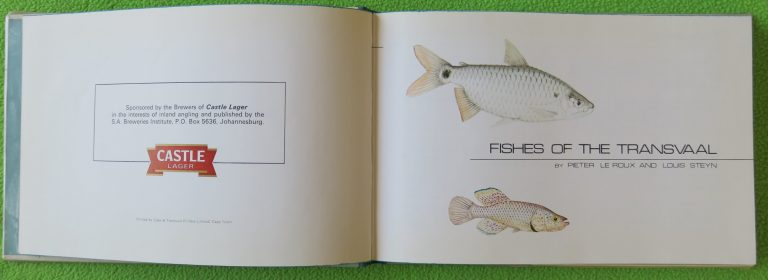 Sponsored by the Brewers of Castle Lager
in the interests of inland angling and published by the
S.A. Breweries Institute, P.O. Box 5636, Johannesburg.
CASTLE
LAGER
FISHES OF THE TRANSVAAL
BY PIETER LE ROUX AND LOUIS STEYN